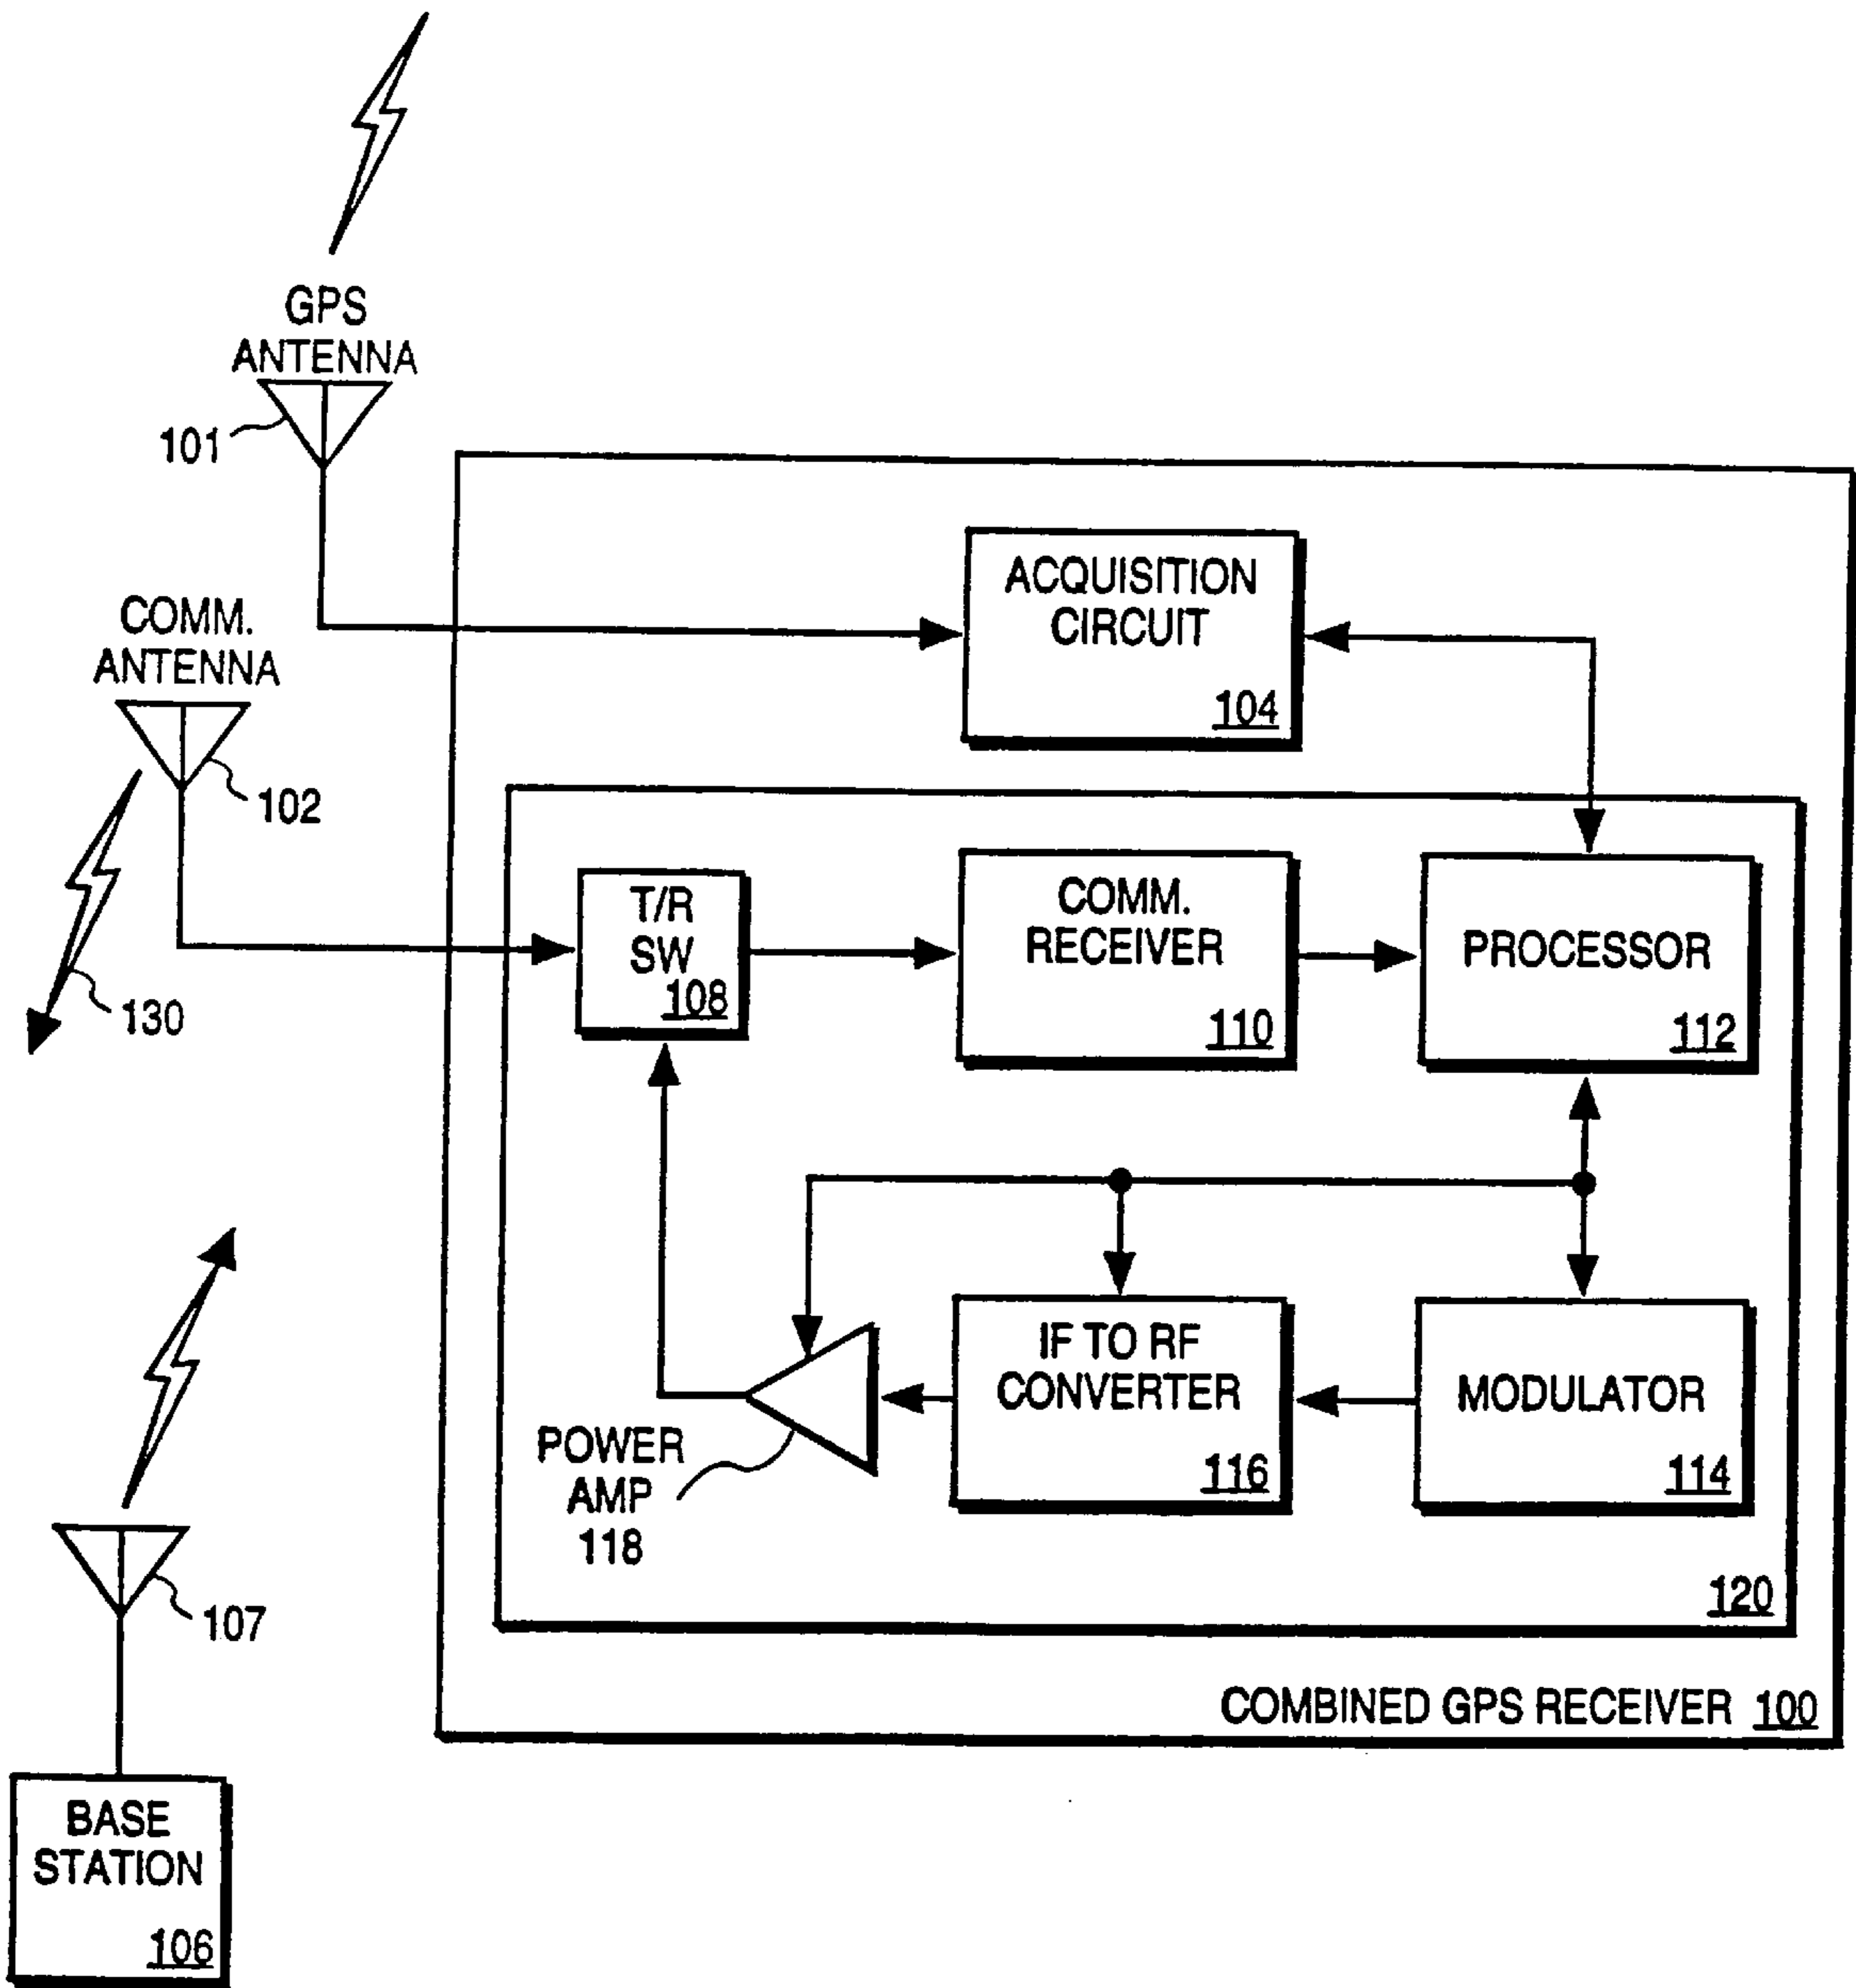 GPS
ANTENNA
101
COMM.
ANTENNA
102
130
ACQUISITION
CIRCUIT
104
T/R
SW
108
COMM.
RECEIVER
110
PROCESSOR
112
POWER
AMP
118
IF TO RF
CONVERTER
116
MODULATOR
114
120
COMBINED GPS RECEIVER 100
107
BASE
STATION
106